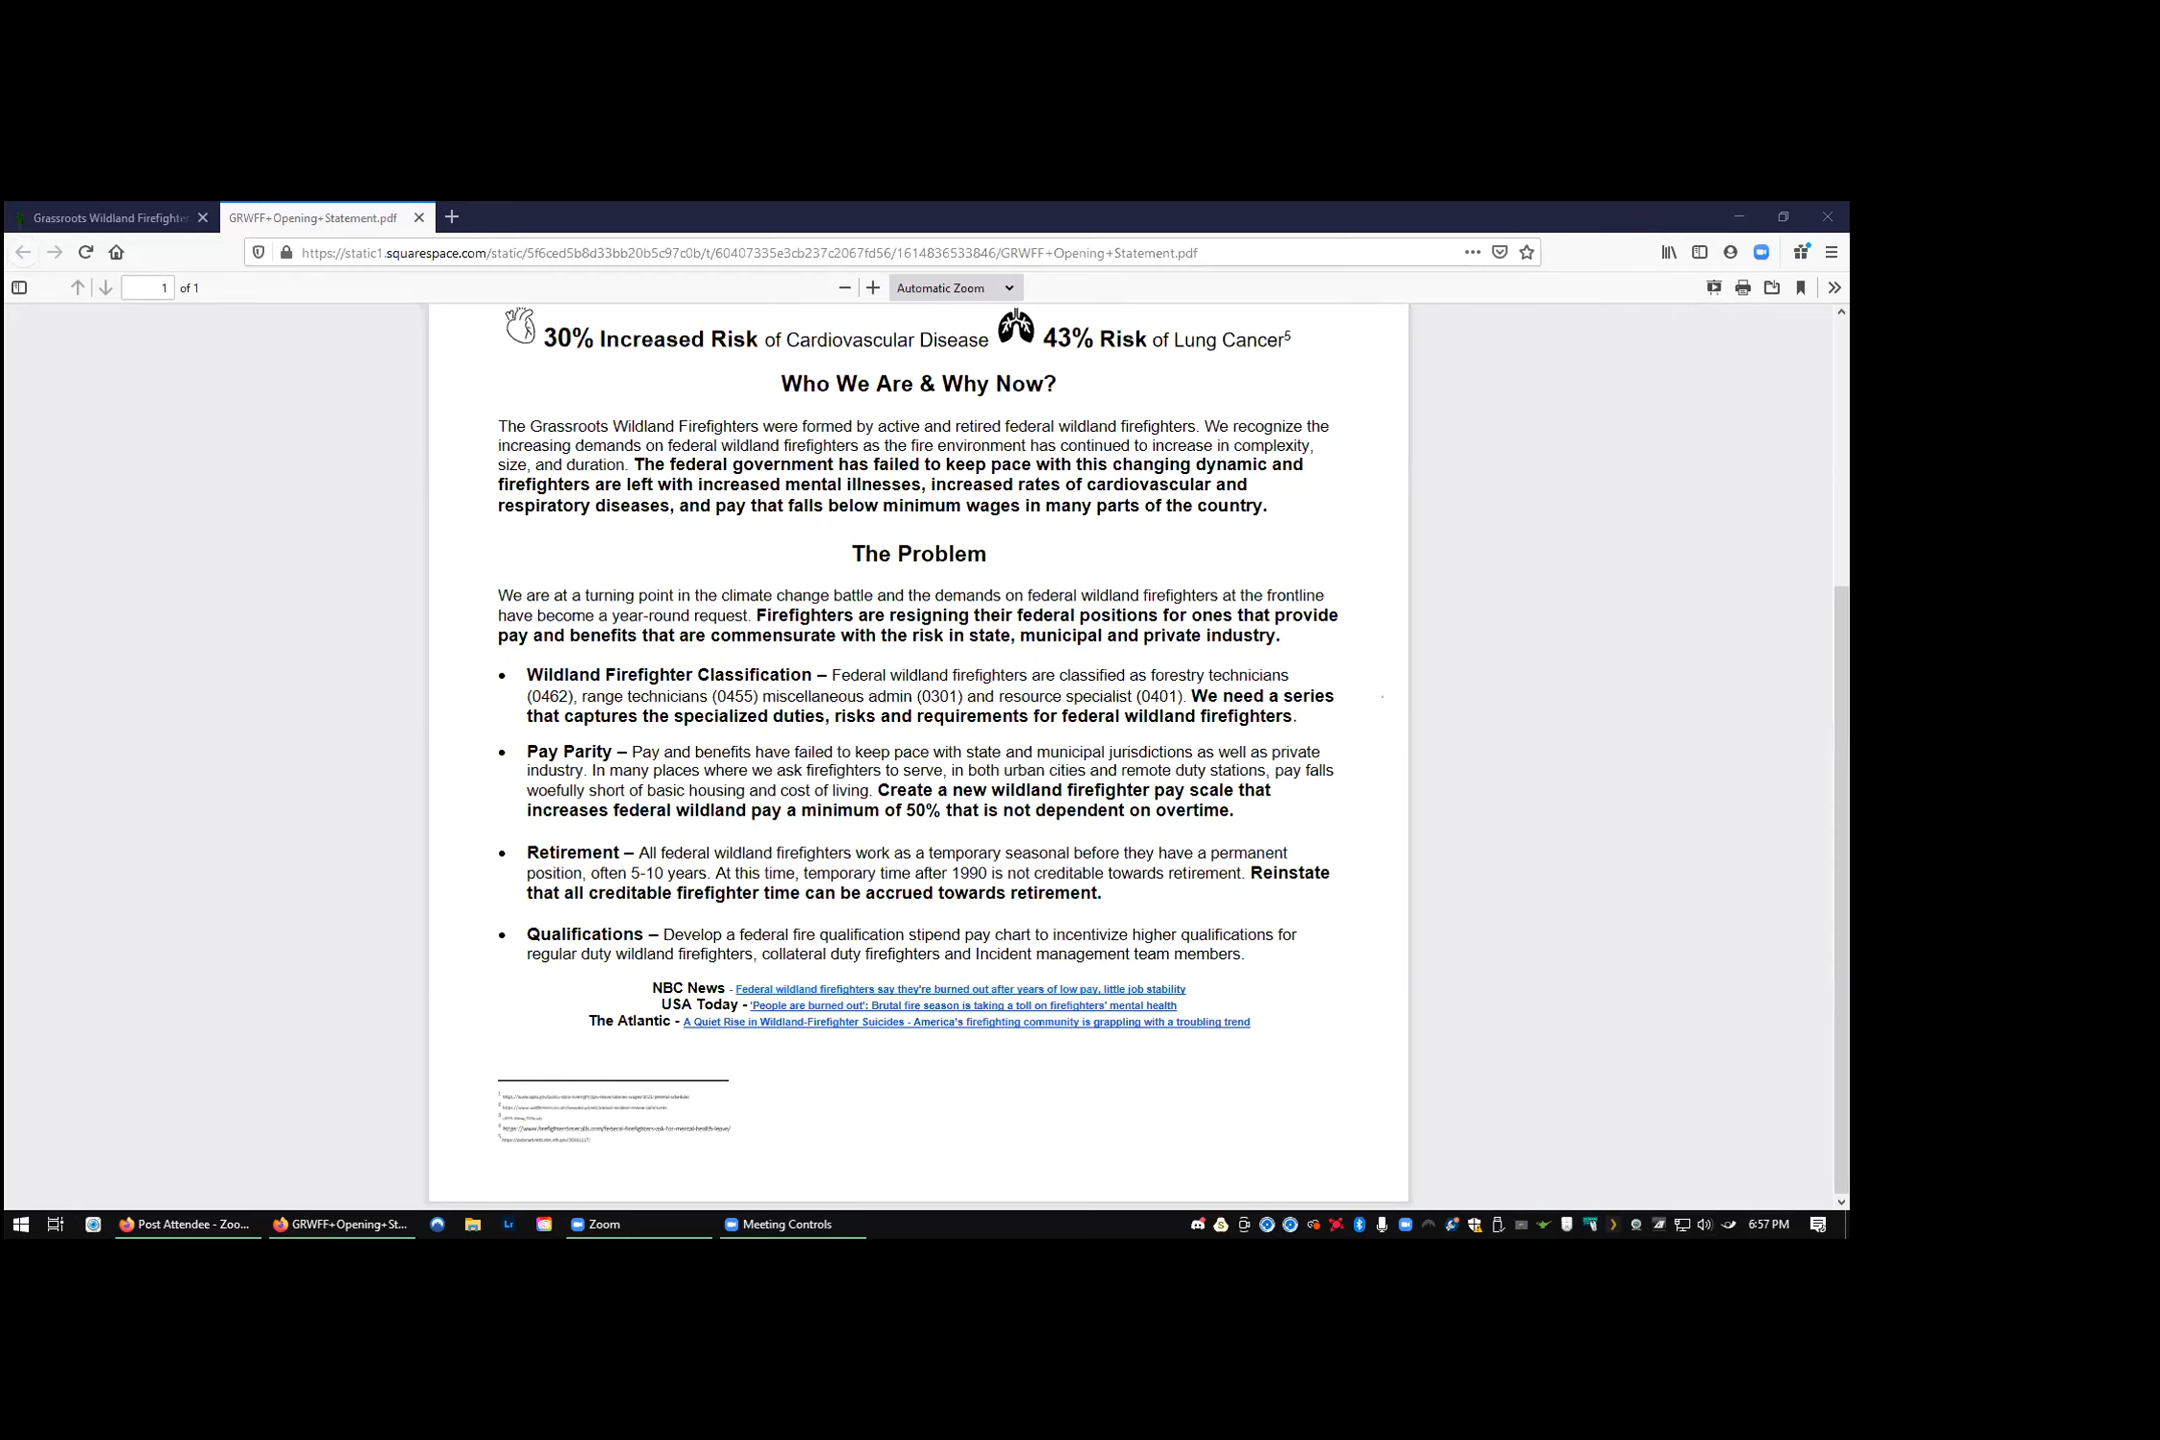 Grassroots Wildland Firefighter
GRWFF+Opening+Statement.pdf
https://static1.squarespace.com/static/5f6ced5b8d33bb20b5c97c0b/t/60407335e3cb237c2067fd56/1614836533846/GRWFF+Opening+Statement.pdf
1 of 1
Automatic Zoom
30% Increased Risk of Cardiovascular Disease 43% Risk of Lung Cancer5
Who We Are & Why Now?
The Grassroots Wildland Firefighters were formed by active and retired federal wildland firefighters. We recognize the
increasing demands on federal wildland firefighters as the fire environment has continued to increase in complexity,
size, and duration. The federal government has failed to keep pace with this changing dynamic and
firefighters are left with increased mental illnesses, increased rates of cardiovascular and
respiratory diseases, and pay that falls below minimum wages in many parts of the country.
The Problem
We are at a turning point in the climate change battle and the demands on federal wildland firefighters at the frontline
have become a year-round request. Firefighters are resigning their federal positions for ones that provide
pay and benefits that are commensurate with the risk in state, municipal and private industry.
• Wildland Firefighter Classification – Federal wildland firefighters are classified as forestry technicians
(0462), range technicians (0455) miscellaneous admin (0301) and resource specialist (0401). We need a series
that captures the specialized duties, risks and requirements for federal wildland firefighters.
• Pay Parity – Pay and benefits have failed to keep pace with state and municipal jurisdictions as well as private
industry. In many places where we ask firefighters to serve, in both urban cities and remote duty stations, pay falls
woefully short of basic housing and cost of living. Create a new wildland firefighter pay scale that
increases federal wildland pay a minimum of 50% that is not dependent on overtime.
• Retirement – All federal wildland firefighters work as a temporary seasonal before they have a permanent
position, often 5-10 years. At this time, temporary time after 1990 is not creditable towards retirement. Reinstate
that all creditable firefighter time can be accrued towards retirement.
• Qualifications – Develop a federal fire qualification stipend pay chart to incentivize higher qualifications for
regular duty wildland firefighters, collateral duty firefighters and Incident management team members.
NBC News - Federal wildland firefighters say they're burned out after years of low pay, little job stability
USA Today - 'People are burned out': Brutal fire season is taking a toll on firefighters' mental health
The Atlantic - A Quiet Rise in Wildland-Firefighter Suicides - America's firefighting community is grappling with a troubling trend
1
2
3
4
5
Post Attendee - Zoo...
GRWFF+Opening+St...
Lr
Zoom
Meeting Controls
6:57 PM